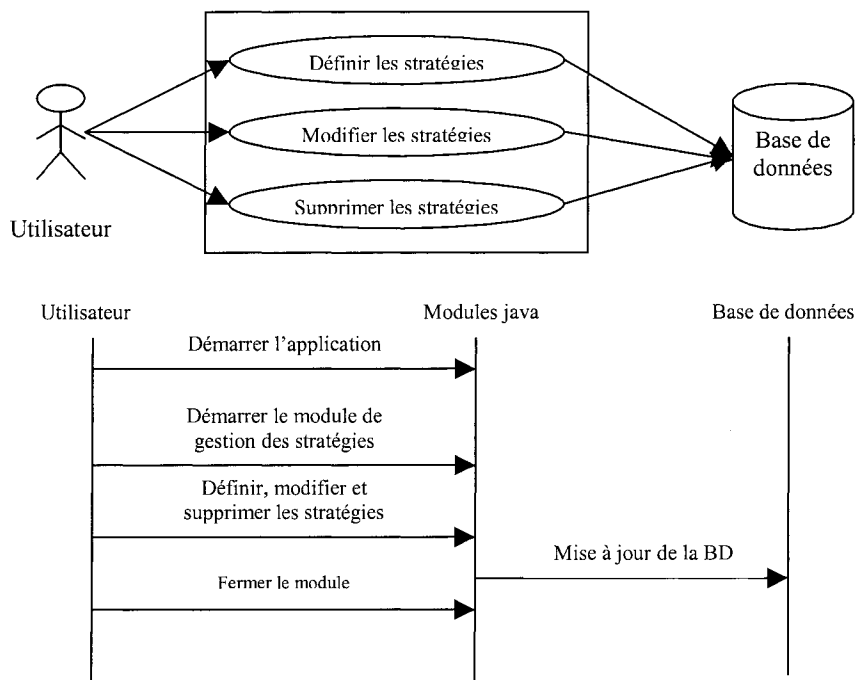 Définir les stratégies
Modifier les stratégies
Supprimer les stratégies
Utilisateur
Base de
données
Utilisateur
Modules java
Base de données
Démarrer l'application
Démarrer le module de
gestion des stratégies
Définir, modifier et
supprimer les stratégies
Mise à jour de la BD
Fermer le module